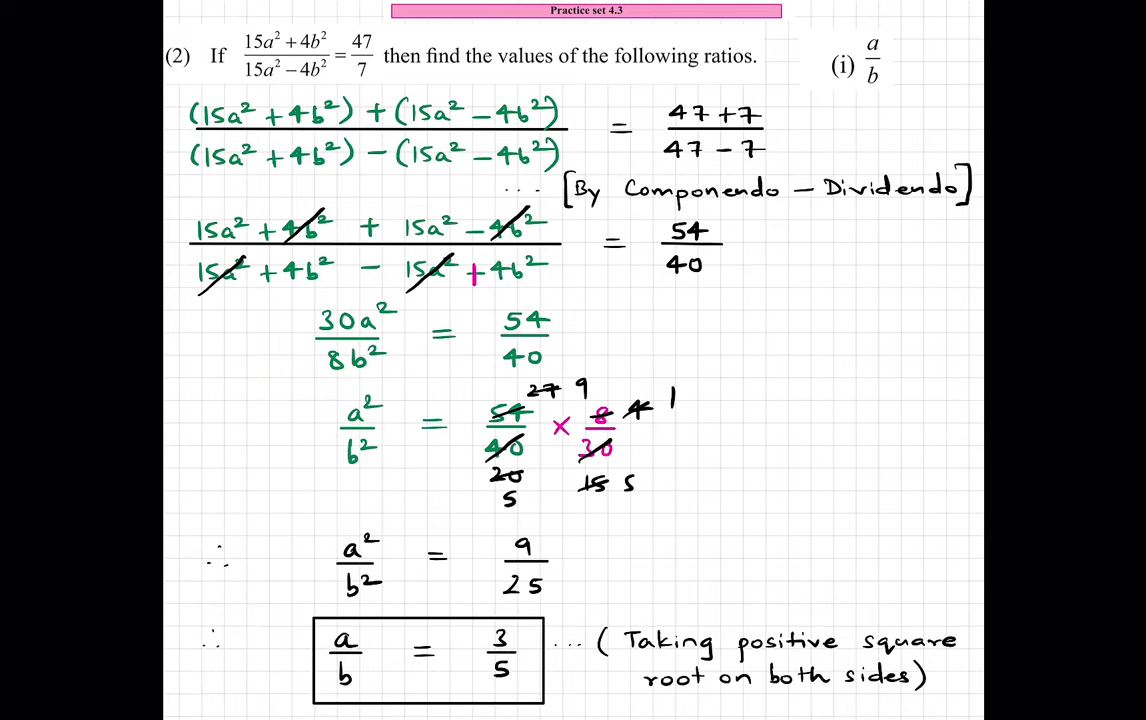 Practice set 4.3
(2) If (15a² + 4b²)/(15a² − 4b²) = 47/7 then find the values of the following ratios. (i) a/b
((15a² + 4b²) + (15a² − 4b²))/((15a² + 4b²) − (15a² − 4b²)) = (47 + 7)/(47 − 7)
... [By Componendo − Dividendo]
(15a² + 4b² + 15a² − 4b²)/(15a² + 4b² − 15a² + 4b²) = 54/40
30a²/8b² = 54/40
27 9
a²/b² = 54/40 × 8/30 4 1
20 15 5
5
∴ a²/b² = 9/25
∴ a/b = 3/5 ... (Taking positive square
root on both sides)